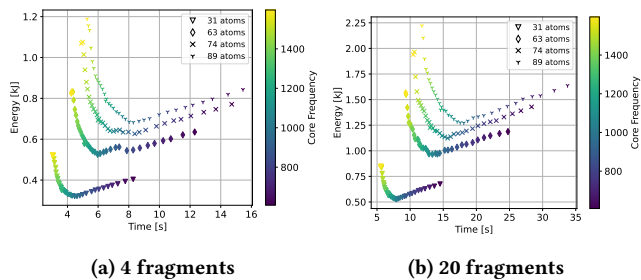 31 atoms
63 atoms
74 atoms
89 atoms
1.2
1.0
0.8
0.6
0.4
Energy [kJ]
4 6 8 10 12 14 16
Time [s]
1400
1200
1000
800
Core Frequency
(a) 4 fragments
31 atoms
63 atoms
74 atoms
89 atoms
2.25
2.00
1.75
1.50
1.25
1.00
0.75
0.50
Energy [kJ]
5 10 15 20 25 30 35
Time [s]
1400
1200
1000
800
Core Frequency
(b) 20 fragments